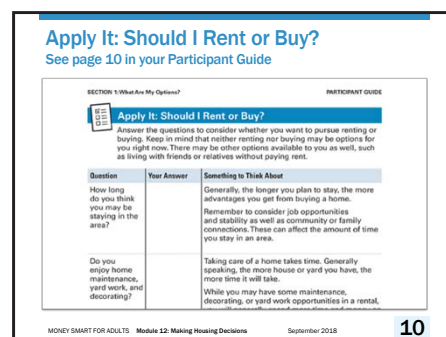 Apply It: Should I Rent or Buy?
See page 10 in your Participant Guide
SECTION 1: What Are My Options?
PARTICIPANT GUIDE
Apply It: Should I Rent or Buy?
Answer the questions to consider whether you want to pursue renting or
buying. Keep in mind that neither renting nor buying may be options for
you right now. There may be other options available to you as well, such
as living with friends or relatives without paying rent.
Question Your Answer Something to Think About
How long
do you think
you may be
staying in the
area?
Generally, the longer you plan to stay, the more
advantages you get from buying a home.
Remember to consider job opportunities
and stability as well as community or family
connections. These can affect the amount of time
you stay in an area.
Do you
enjoy home
maintenance,
yard work, and
decorating?
Taking care of a home takes time. Generally
speaking, the more house or yard you have, the
more time it will take.
While you may have some maintenance,
decorating, or yard work opportunities in a rental,
MONEY SMART FOR ADULTS Module 12: Making Housing Decisions September 2018 10